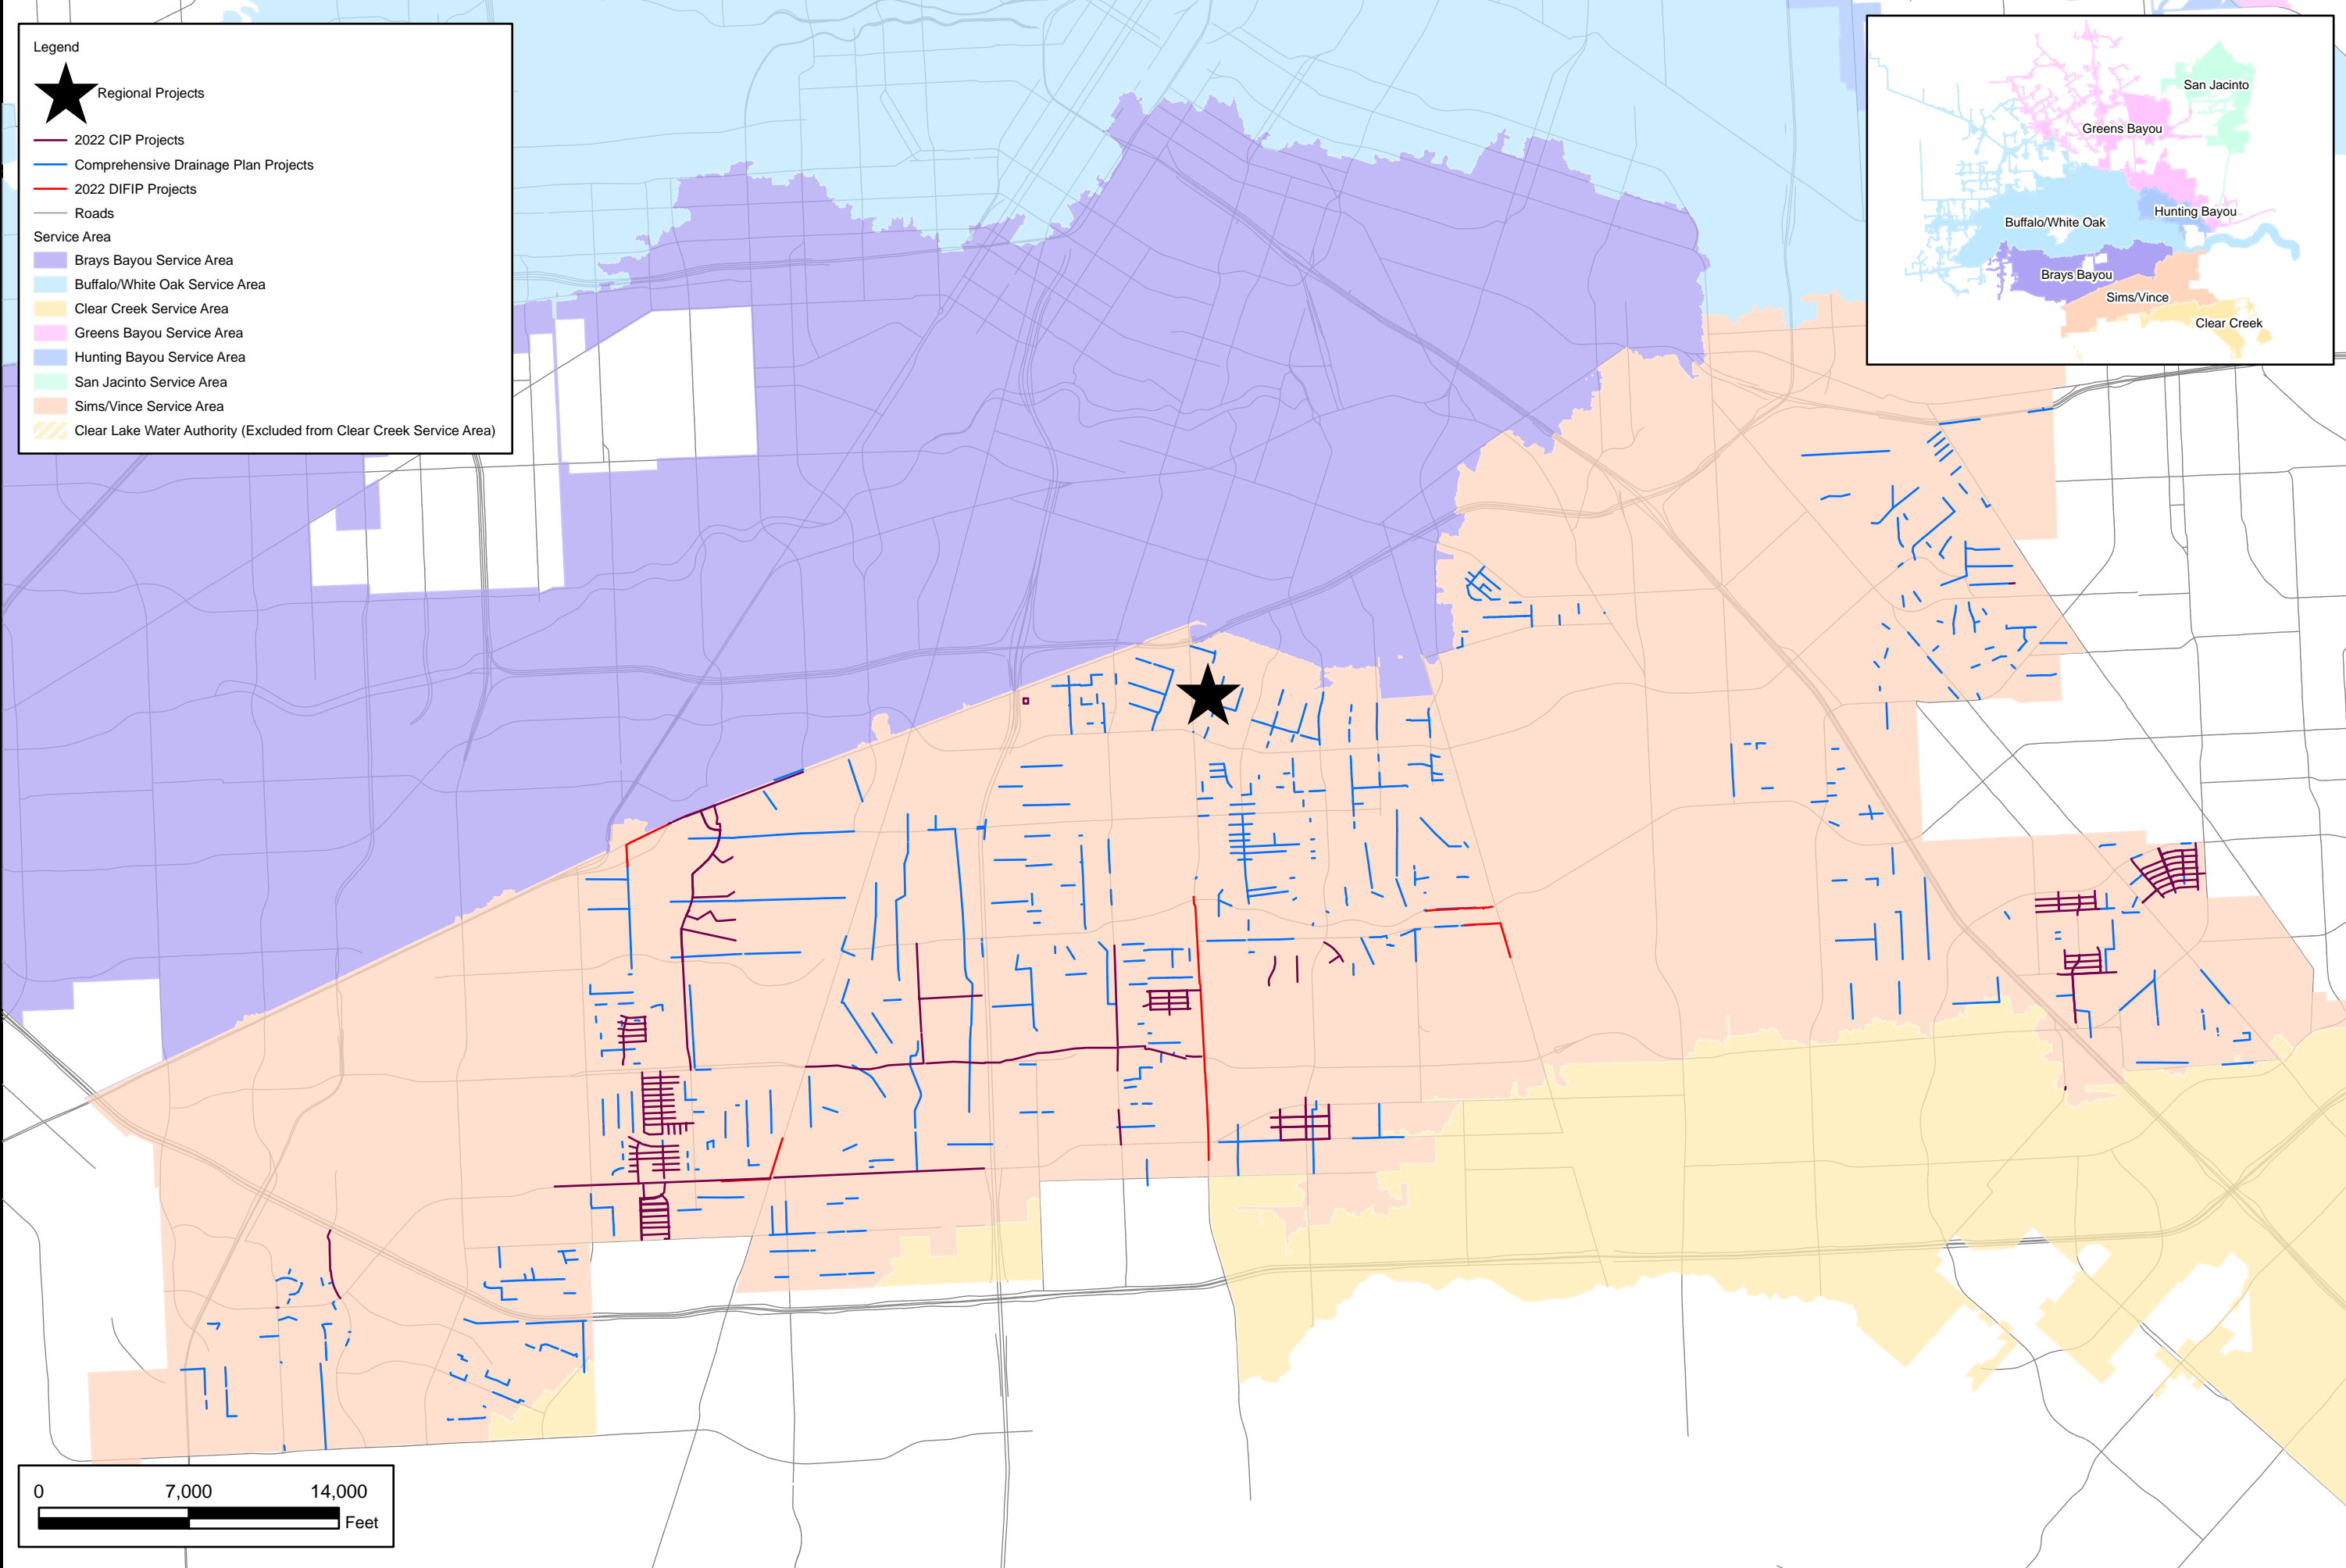 Legend
Regional Projects
2022 CIP Projects
Comprehensive Drainage Plan Projects
2022 DIFIP Projects
Roads
Service Area
Brays Bayou Service Area
Buffalo/White Oak Service Area
Clear Creek Service Area
Greens Bayou Service Area
Hunting Bayou Service Area
San Jacinto Service Area
Sims/Vince Service Area
Clear Lake Water Authority (Excluded from Clear Creek Service Area)
San Jacinto
Greens Bayou
Hunting Bayou
Buffalo/White Oak
Brays Bayou
Sims/Vince
Clear Creek
0 7,000 14,000
Feet